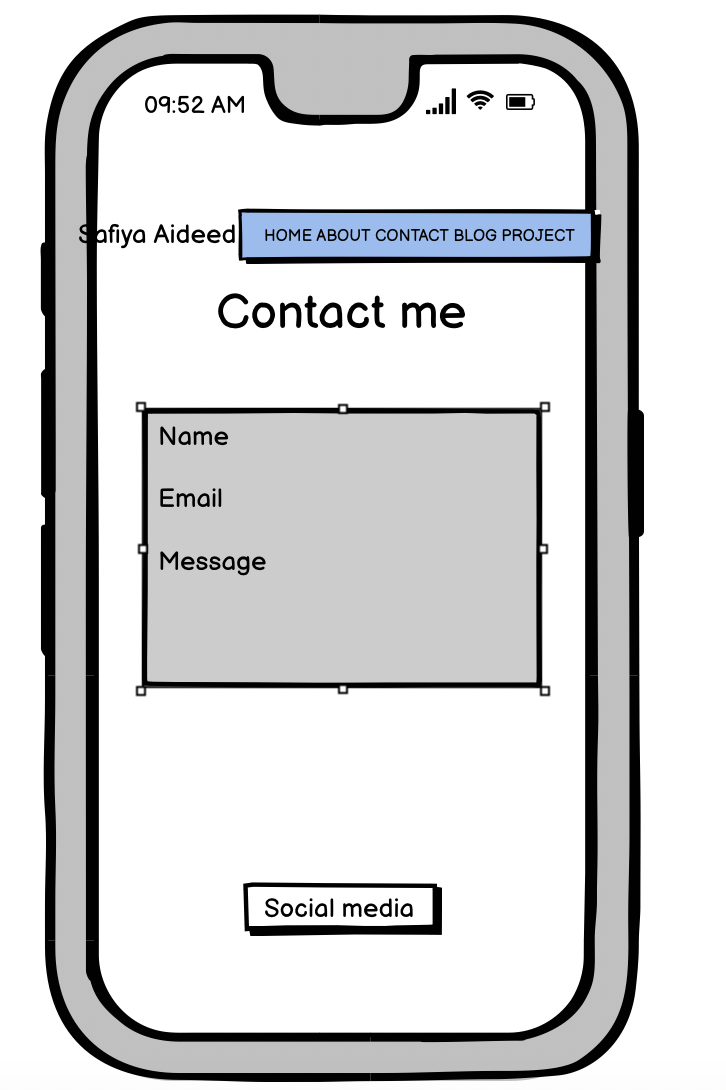 09:52 AM
Safiya Aideed HOME ABOUT CONTACT BLOG PROJECT
Contact me
Name
Email
Message
Social media